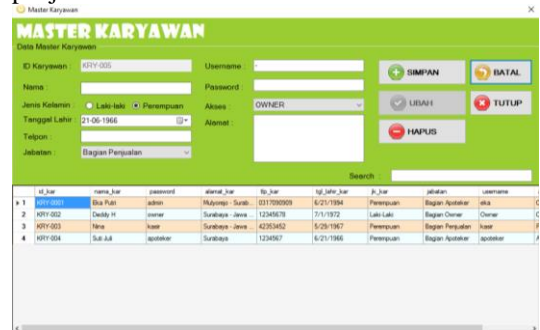 Master Karyawan
MASTER KARYAWAN
Data Master Karyawan
ID Karyawan : KRY-005
Nama :
Jenis Kelamin : Laki-laki Perempuan
Tanggal Lahir : 21-06-1966
Telpon :
Jabatan : Bagian Penjualan
Username : -
Password :
Akses : OWNER
Alamat :
SIMPAN BATAL
UBAH TUTUP
HAPUS
Search :
id_kar nama_kar password alamat_kar tlp_kar tgl_lahir_kar jk_kar jabatan username
1 KRY-0001 Eka Putri admin Mulyorejo - Surab... 0317090909 6/21/1994 Perempuan Bagian Apoteker eka
2 KRY-002 Deddy H owner Surabaya - Jawa ... 12345678 7/1/1972 Laki-Laki Bagian Owner Owner
3 KRY-003 Nina kasir Surabaya - Jawa ... 42353452 5/29/1967 Perempuan Bagian Penjualan kasir
4 KRY-004 Suti Juli apoteker Surabaya 1234567 6/21/1966 Perempuan Bagian Apoteker apoteker